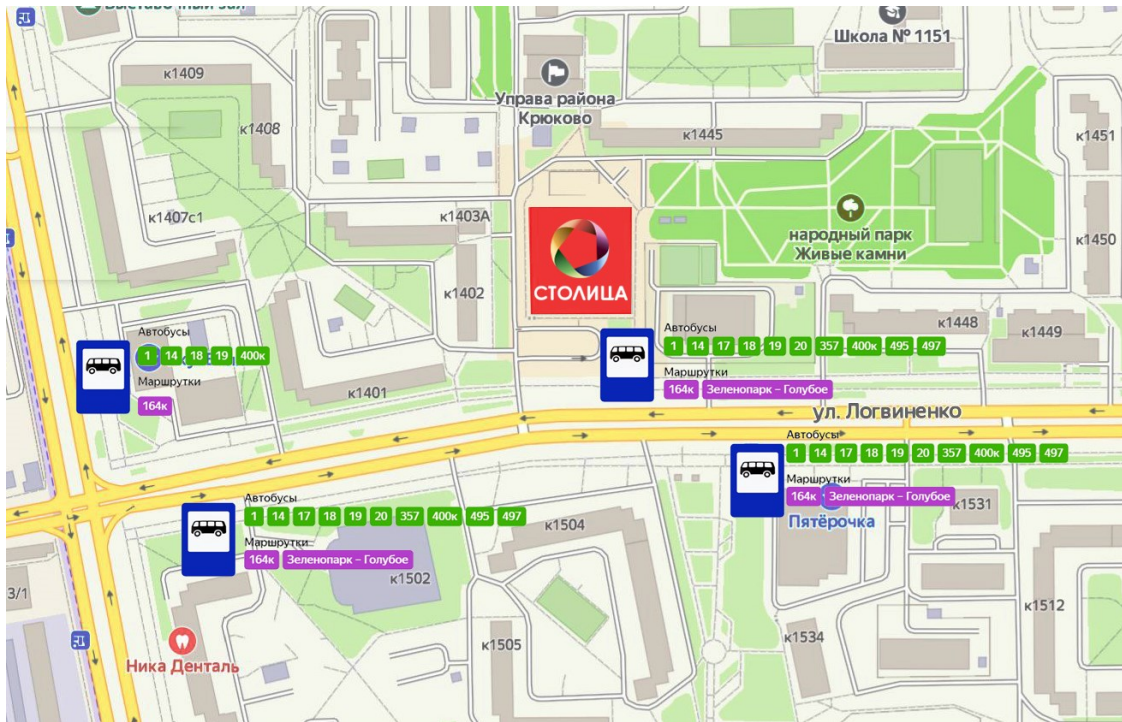 Выставочный зал
Школа № 1151
к1409
Управа района
Крюково
к1408
к1445
к1451
к1407с1
к1403А
народный парк
Живые камни
к1450
к1402
СТОЛИЦА
к1448
к1449
Автобусы
1 14 18 19 400к
Маршрутки
164к
Автобусы
1 14 17 18 19 20 357 400к 495 497
Маршрутки
164к Зеленопарк – Голубое
к1401
ул. Логвиненко
Автобусы
1 14 17 18 19 20 357 400к 495 497
Маршрутки
164к Зеленопарк – Голубое
Пятёрочка
к1531
Автобусы
1 14 17 18 19 20 357 400к 495 497
Маршрутки
164к Зеленопарк – Голубое
к1504
к1502
3/1
к1512
к1505
к1534
Ника Денталь